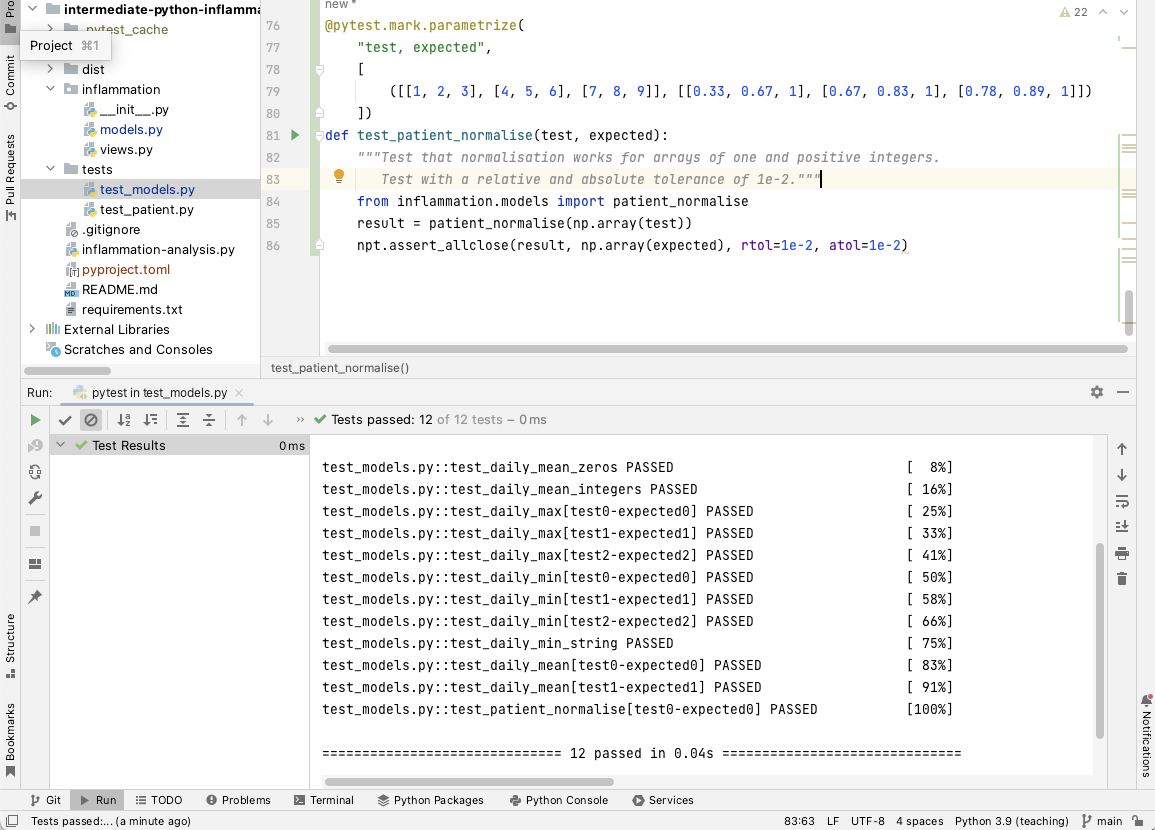 intermediate-python-inflamma
.pytest_cache
Project ⌘1
dist
inflammation
__init__.py
models.py
views.py
tests
test_models.py
test_patient.py
.gitignore
inflammation-analysis.py
pyproject.toml
README.md
requirements.txt
External Libraries
Scratches and Consoles
Commit
Pull Requests
Structure
Bookmarks
new *
22
76 @pytest.mark.parametrize(
77 "test, expected",
78 [
79 ([[1, 2, 3], [4, 5, 6], [7, 8, 9]], [[0.33, 0.67, 1], [0.67, 0.83, 1], [0.78, 0.89, 1]])
80 ])
81 def test_patient_normalise(test, expected):
82 """Test that normalisation works for arrays of one and positive integers.
83 Test with a relative and absolute tolerance of 1e-2."""
84 from inflammation.models import patient_normalise
85 result = patient_normalise(np.array(test))
86 npt.assert_allclose(result, np.array(expected), rtol=1e-2, atol=1e-2)
test_patient_normalise()
Run: pytest in test_models.py
Tests passed: 12 of 12 tests – 0 ms
Test Results 0 ms
test_models.py::test_daily_mean_zeros PASSED [ 8%]
test_models.py::test_daily_mean_integers PASSED [ 16%]
test_models.py::test_daily_max[test0-expected0] PASSED [ 25%]
test_models.py::test_daily_max[test1-expected1] PASSED [ 33%]
test_models.py::test_daily_max[test2-expected2] PASSED [ 41%]
test_models.py::test_daily_min[test0-expected0] PASSED [ 50%]
test_models.py::test_daily_min[test1-expected1] PASSED [ 58%]
test_models.py::test_daily_min[test2-expected2] PASSED [ 66%]
test_models.py::test_daily_min_string PASSED [ 75%]
test_models.py::test_daily_mean[test0-expected0] PASSED [ 83%]
test_models.py::test_daily_mean[test1-expected1] PASSED [ 91%]
test_models.py::test_patient_normalise[test0-expected0] PASSED [100%]
============================== 12 passed in 0.04s ==============================
Notifications
Git Run TODO Problems Terminal Python Packages Python Console Services
Tests passed:... (a minute ago) 83:63 LF UTF-8 4 spaces Python 3.9 (teaching) main